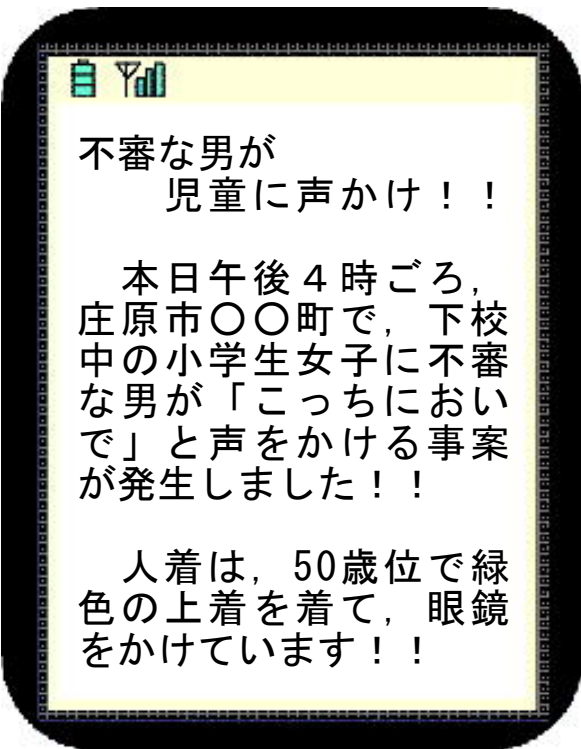 不審な男が
児童に声かけ！！
本日午後４時ごろ，
庄原市〇〇町で，下校
中の小学生女子に不審
な男が「こっちにおい
で」と声をかける事案
が発生しました！！
人着は，50歳位で緑
色の上着を着て，眼鏡
をかけています！！